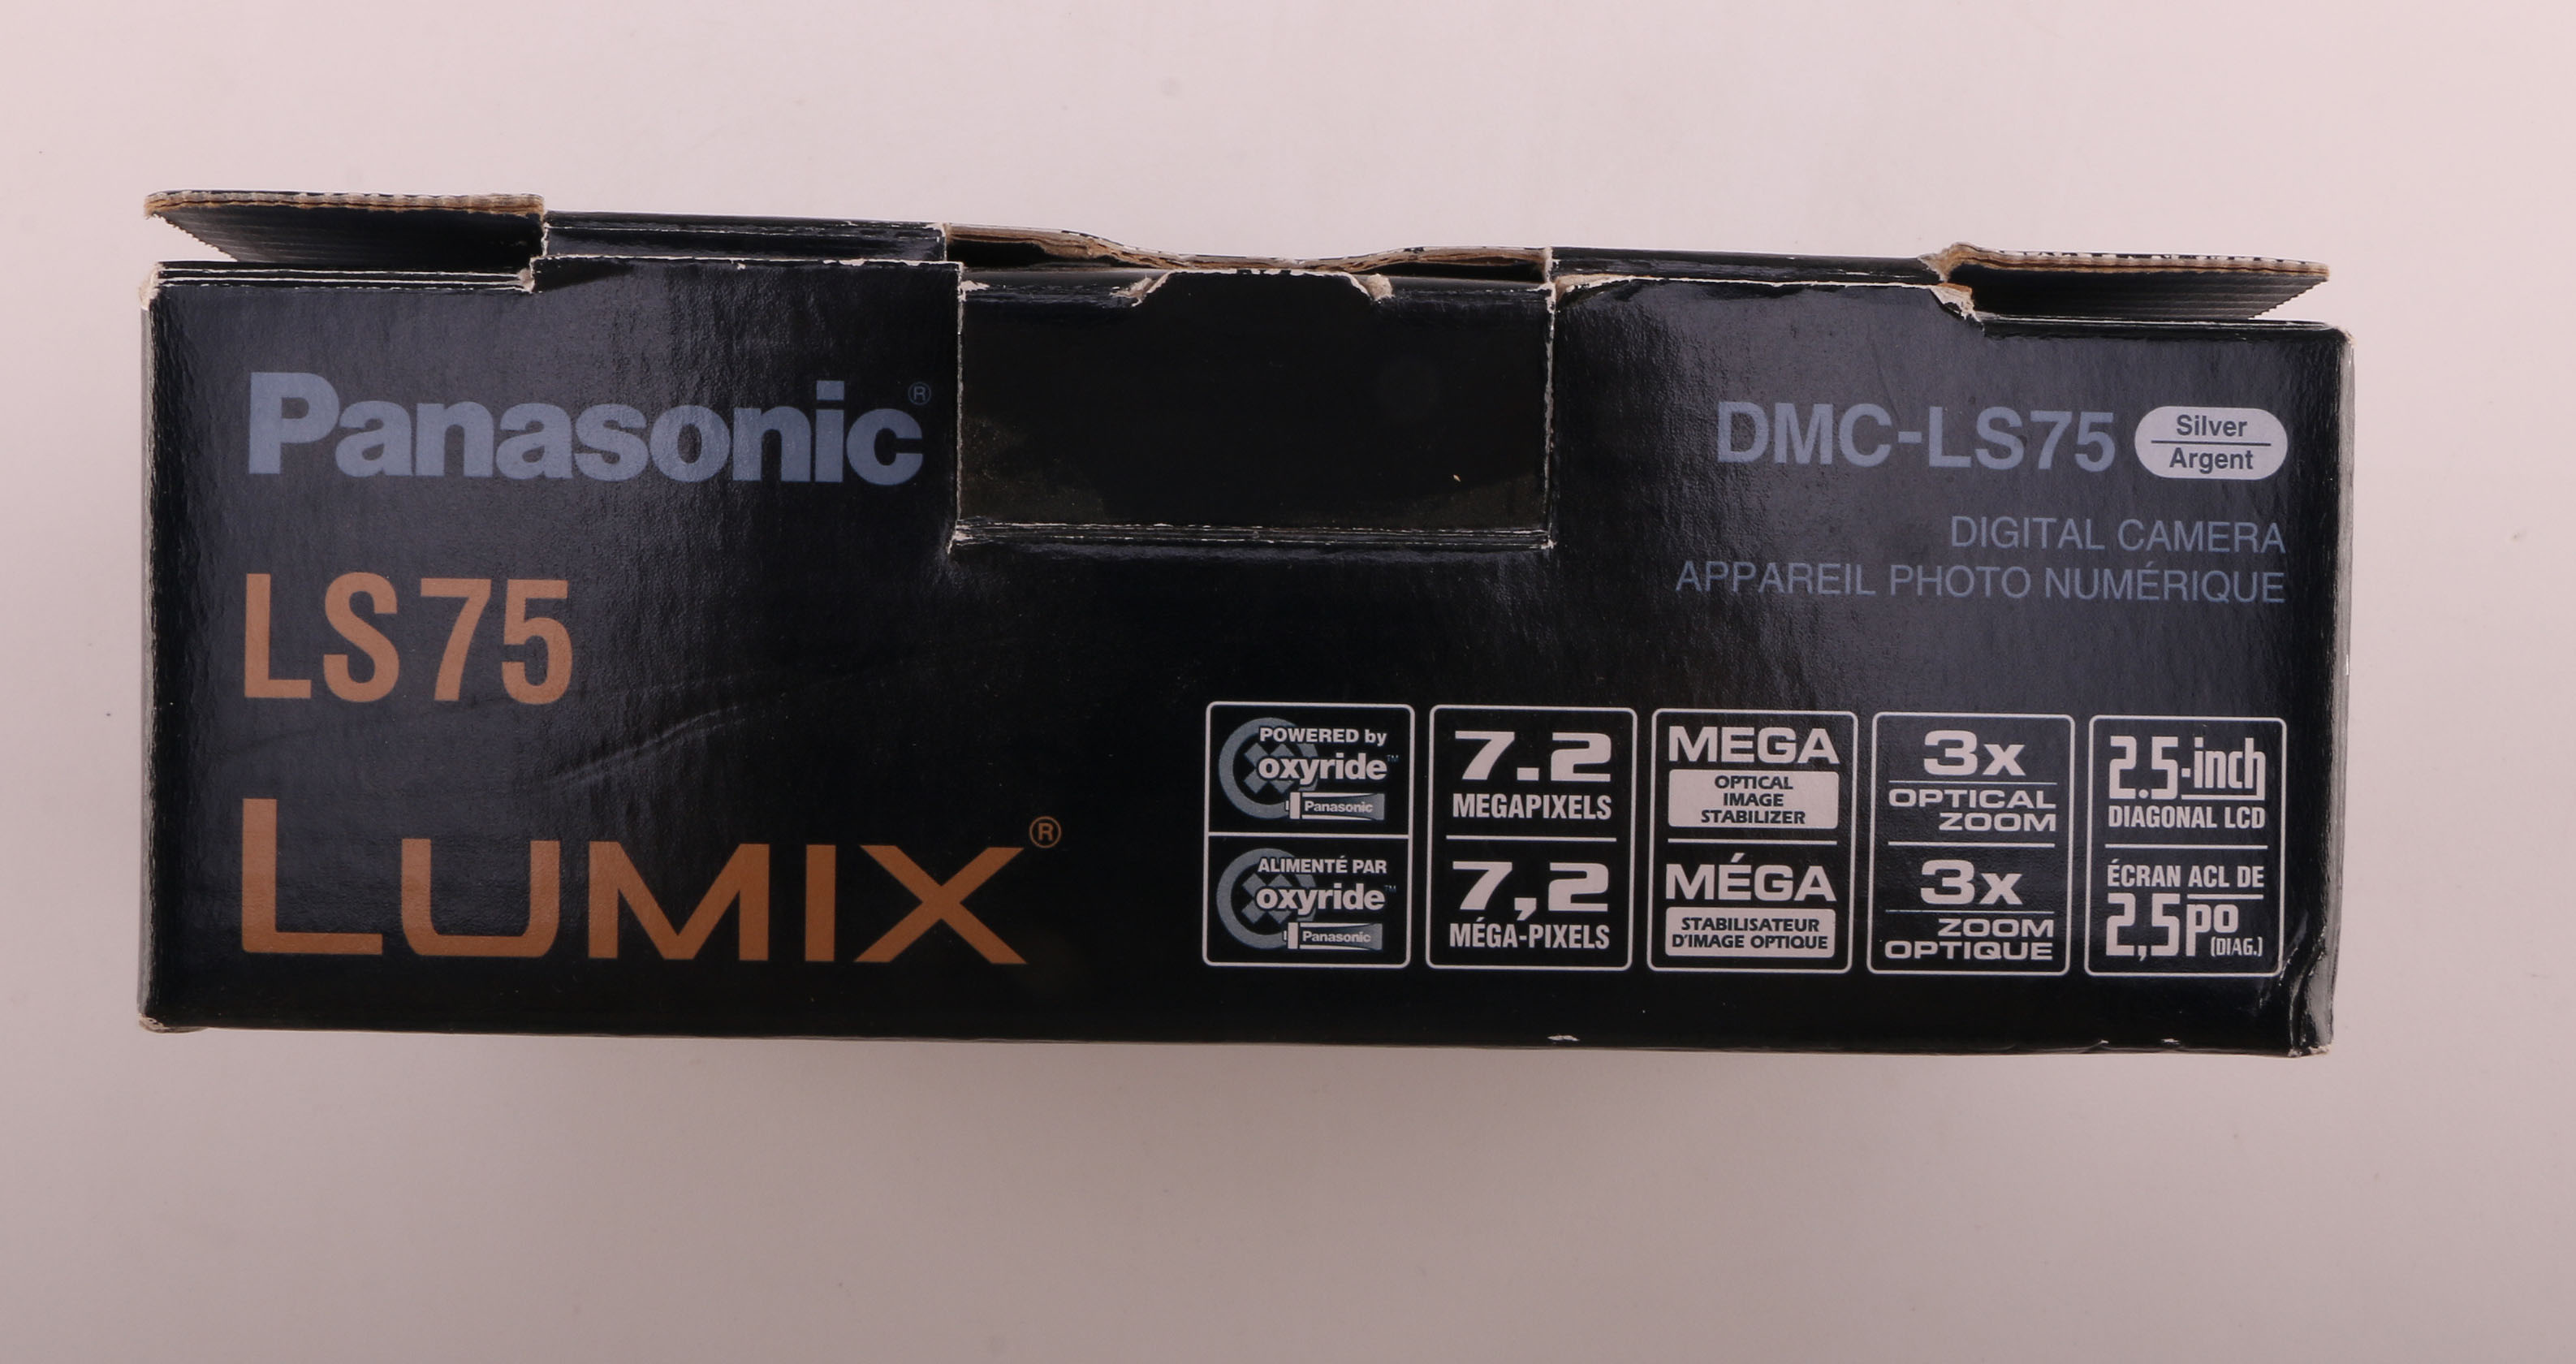 Panasonic®
LS75
LUMIX®
DMC-LS75
Silver
Argent
DIGITAL CAMERA
APPAREIL PHOTO NUMÉRIQUE
POWERED by
oxyride™
Panasonic
ALIMENTÉ PAR
oxyride™
Panasonic
7.2
MEGAPIXELS
7,2
MÉGA-PIXELS
MEGA
OPTICAL
IMAGE
STABILIZER
MÉGA
STABILISATEUR
D'IMAGE OPTIQUE
3x
OPTICAL
ZOOM
3x
ZOOM
OPTIQUE
2.5-inch
DIAGONAL LCD
ÉCRAN ACL DE
2,5po
(DIAG.)